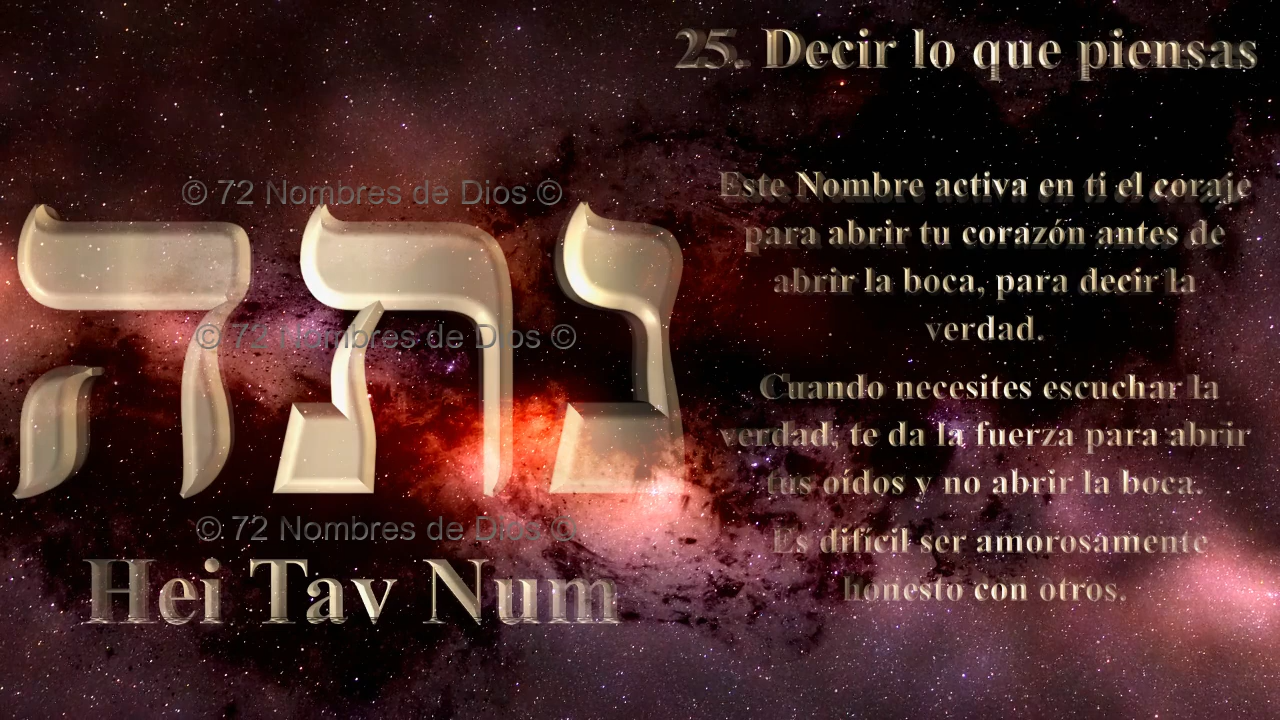 25. Decir lo que piensas
© 72 Nombres de Dios ©
נתה
© 72 Nombres de Dios ©
© 72 Nombres de Dios ©
Hei Tav Num
Este Nombre activa en ti el coraje
para abrir tu corazón antes de
abrir la boca, para decir la
verdad.
Cuando necesites escuchar la
verdad, te da la fuerza para abrir
tus oídos y no abrir la boca.
Es difícil ser amorosamente
honesto con otros.